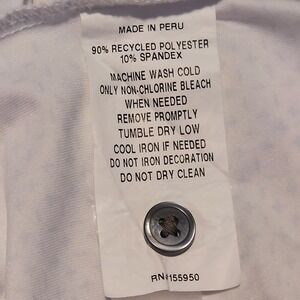 MADE IN PERU
90% RECYCLED POLYESTER
10% SPANDEX
MACHINE WASH COLD
ONLY NON-CHLORINE BLEACH
WHEN NEEDED
REMOVE PROMPTLY
TUMBLE DRY LOW
COOL IRON IF NEEDED
DO NOT IRON DECORATION
DO NOT DRY CLEAN
RN#155950